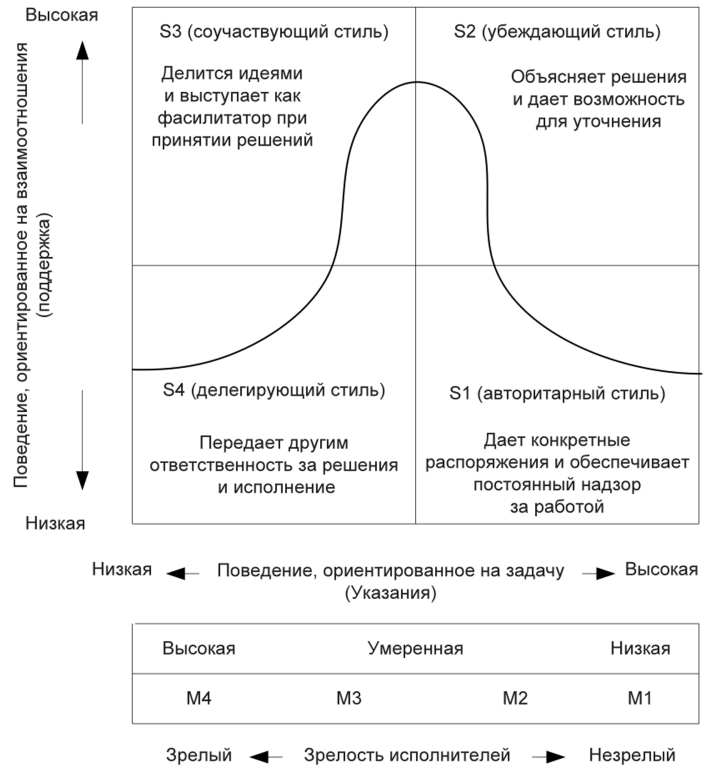 Высокая
Поведение, ориентированное на взаимоотношения
(поддержка)
Низкая
S3 (соучаствующий стиль)
Делится идеями
и выступает как
фасилитатор при
принятии решений
S2 (убеждающий стиль)
Объясняет решения
и дает возможность
для уточнения
S4 (делегирующий стиль)
Передает другим
ответственность за решения
и исполнение
S1 (авторитарный стиль)
Дает конкретные
распоряжения и обеспечивает
постоянный надзор
за работой
Низкая Поведение, ориентированное на задачу Высокая
(Указания)
Высокая Умеренная Низкая
M4 M3 M2 M1
Зрелый Зрелость исполнителей Незрелый